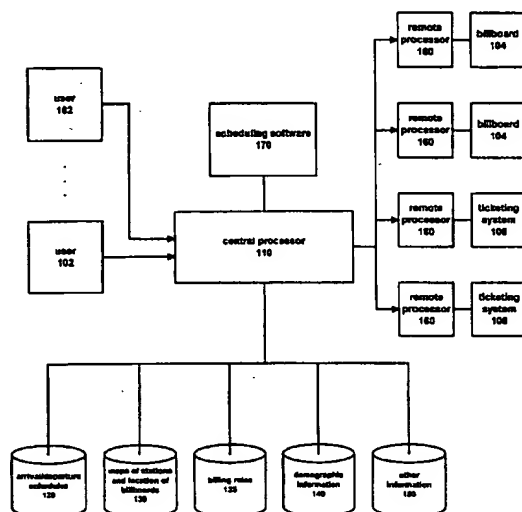 user
102
user
102
scheduling software
170
central processor
110
remote
processor
160
billboard
104
remote
processor
160
billboard
104
remote
processor
160
ticketing
system
106
remote
processor
160
ticketing
system
106
arrival/departure
schedules
120
maps of stations
and location of
billboards
130
billing rates
135
demographic
information
140
other
information
150